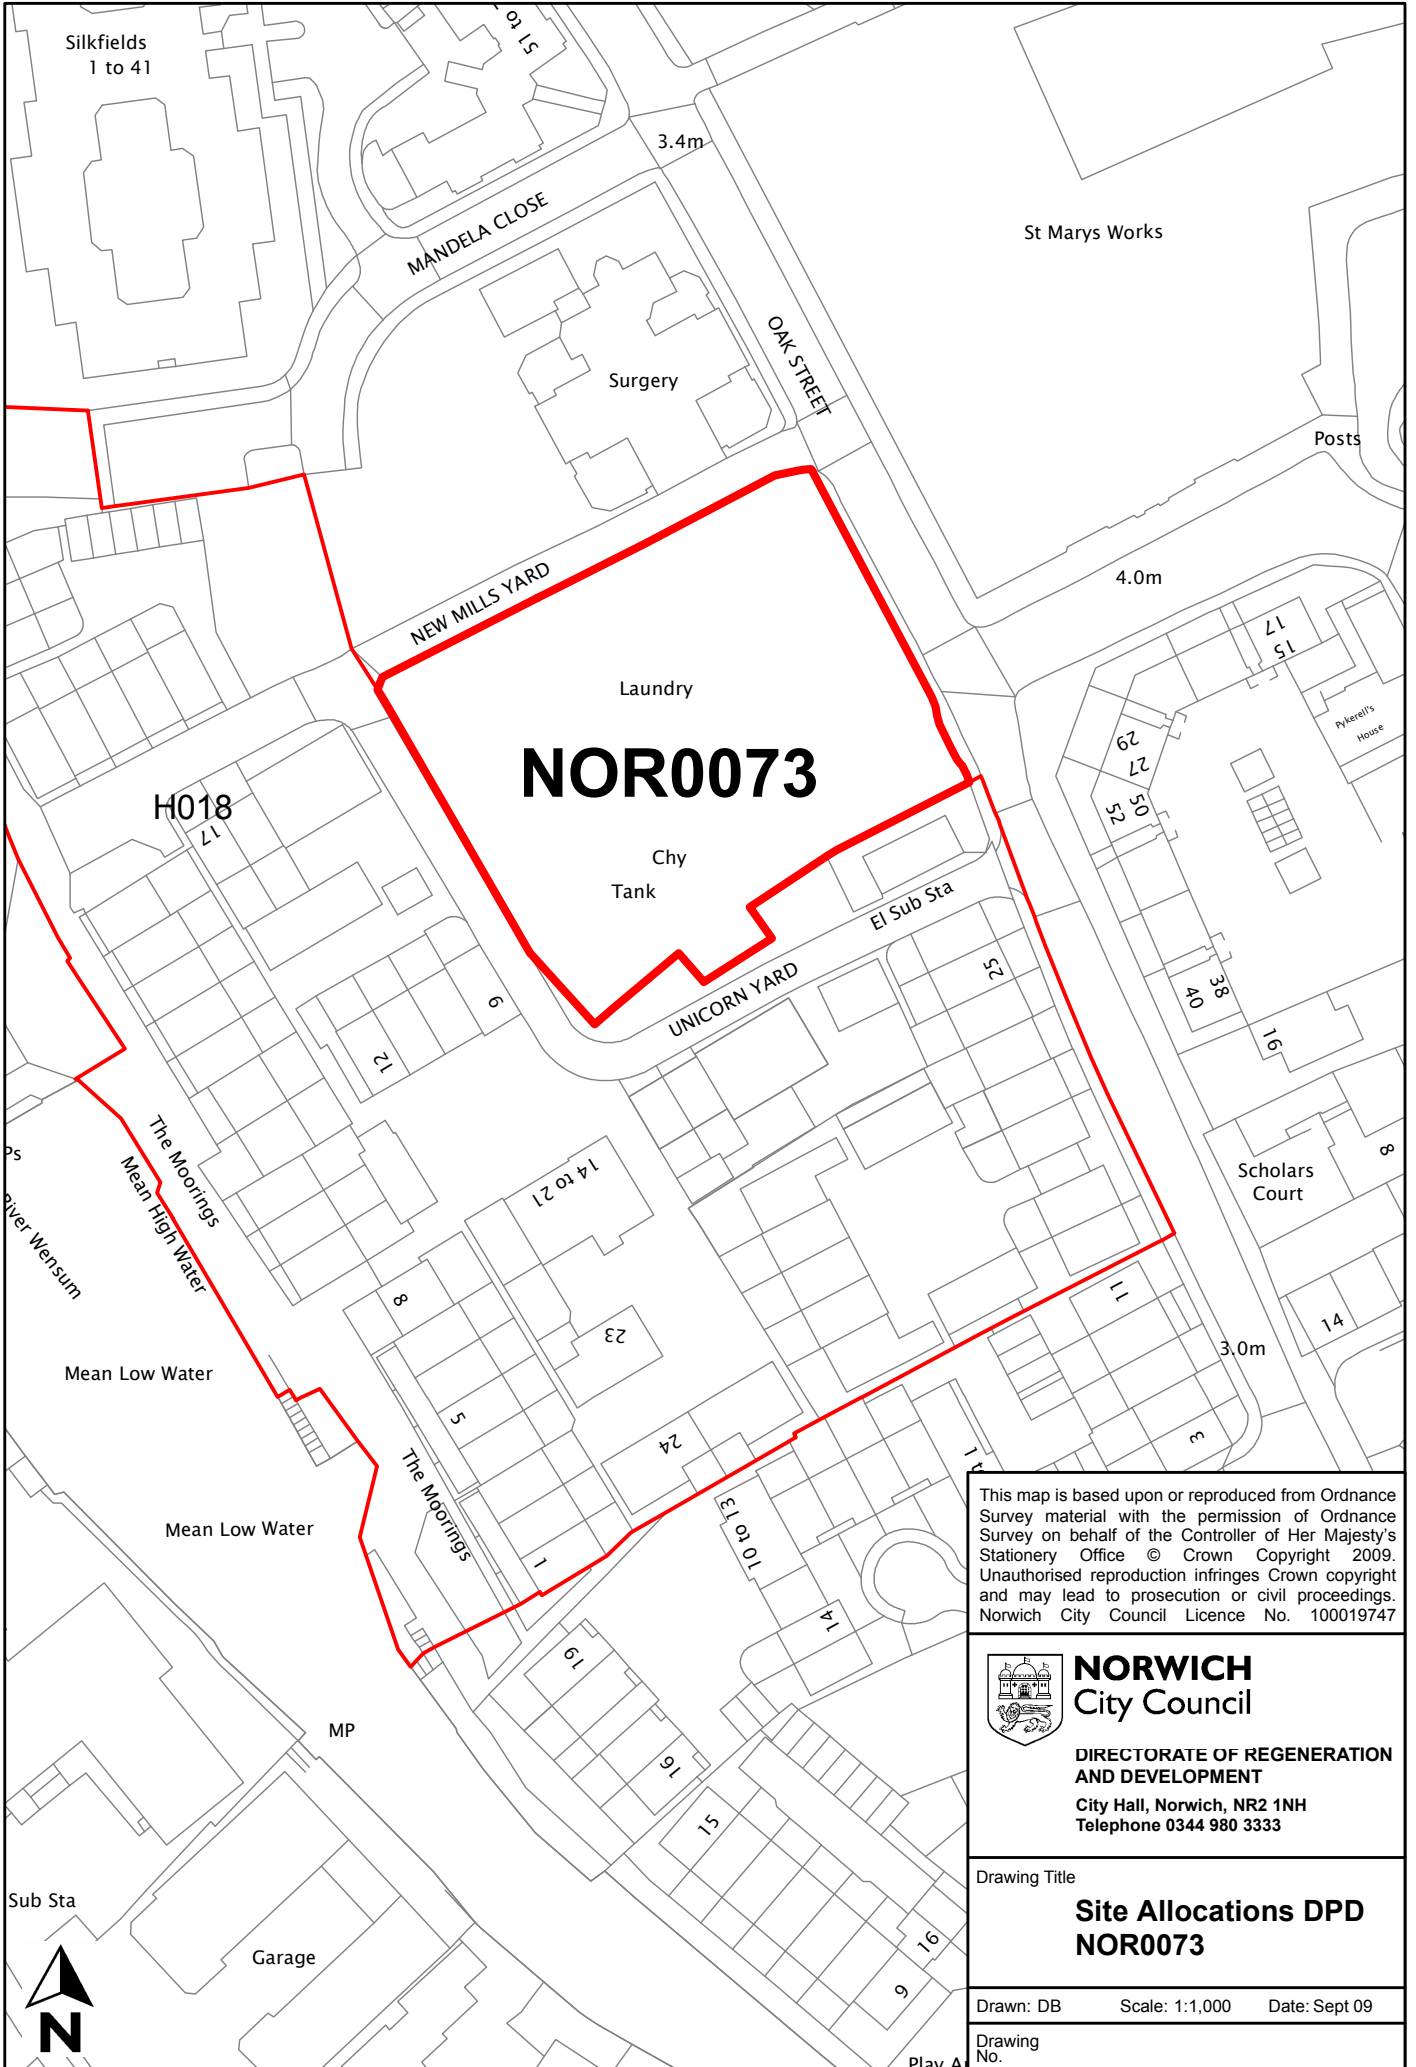 Silkfields
1 to 41
51 to
3.4m
MANDELA CLOSE
St Marys Works
OAK STREET
Surgery
Posts
NEW MILLS YARD
4.0m
17
15
Pykerell's
House
Laundry
NOR0073
29
27
50
52
H018
17
Chy
Tank
El Sub Sta
UNICORN YARD
25
9
12
38
40
16
The Moorings
Mean High Water
Ps
River Wensum
14 to 21
Scholars
Court
8
8
23
11
14
3.0m
Mean Low Water
5
24
3
The Moorings
Mean Low Water
1
10 to 13
14
19
16
MP
15
Sub Sta
Garage
16
9
N
This map is based upon or reproduced from Ordnance
Survey material with the permission of Ordnance
Survey on behalf of the Controller of Her Majesty's
Stationery Office © Crown Copyright 2009.
Unauthorised reproduction infringes Crown copyright
and may lead to prosecution or civil proceedings.
Norwich City Council Licence No. 100019747
NORWICH
City Council
DIRECTORATE OF REGENERATION
AND DEVELOPMENT
City Hall, Norwich, NR2 1NH
Telephone 0344 980 3333
Drawing Title
Site Allocations DPD
NOR0073
Drawn: DB Scale: 1:1,000 Date: Sept 09
Drawing
No.
Play